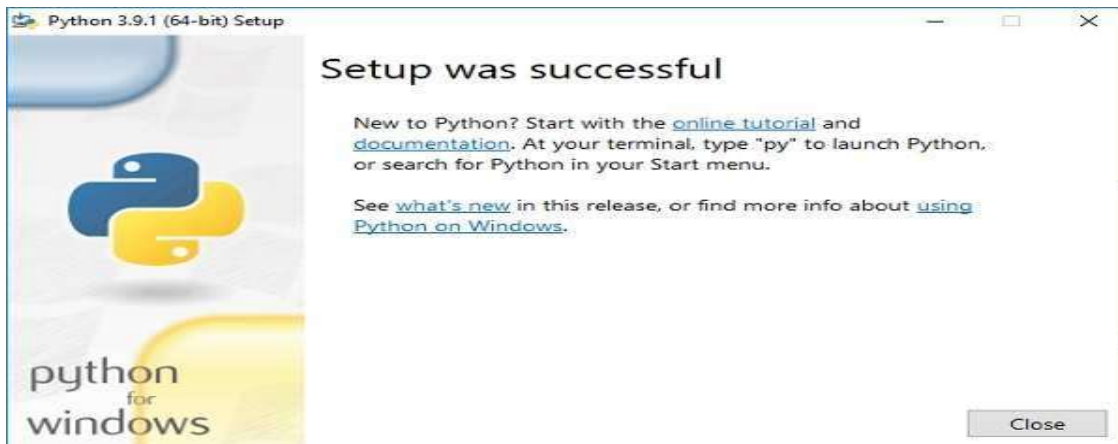 Python 3.9.1 (64-bit) Setup
Setup was successful
New to Python? Start with the online tutorial and
documentation. At your terminal, type "py" to launch Python,
or search for Python in your Start menu.
See what's new in this release, or find more info about using
Python on Windows.
python
for
windows
Close